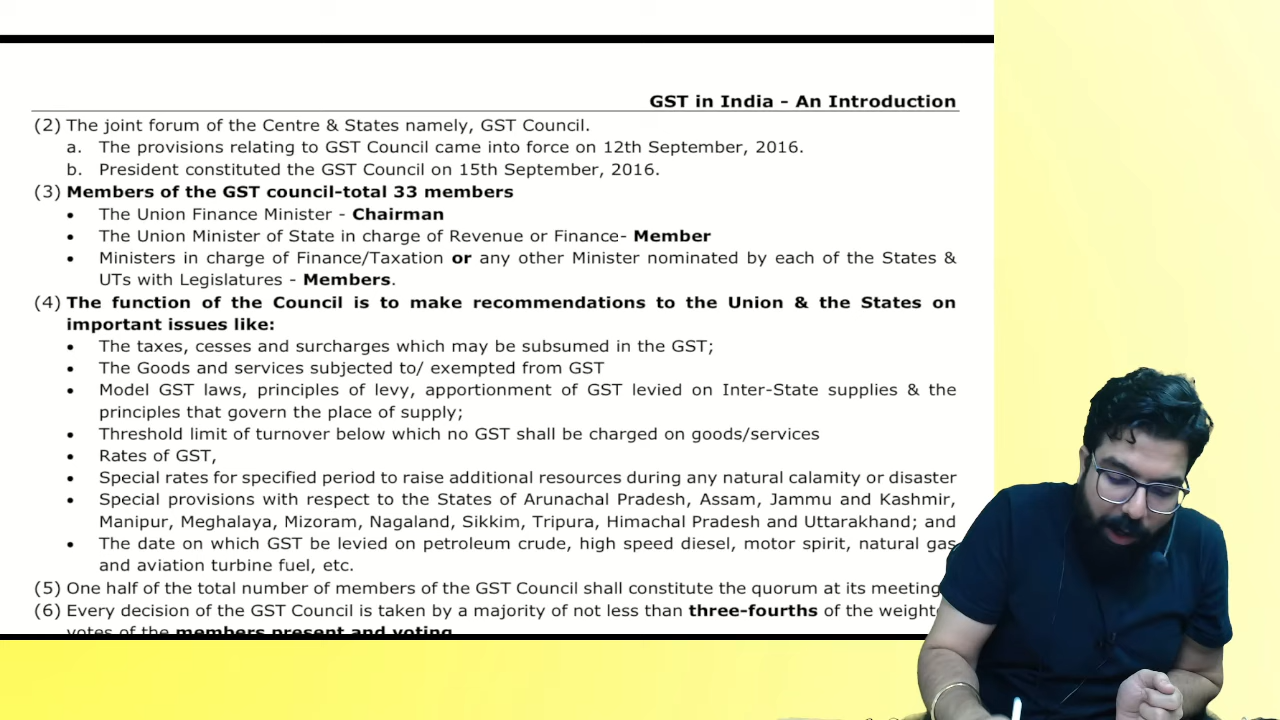 GST in India - An Introduction
(2) The joint forum of the Centre & States namely, GST Council.
a. The provisions relating to GST Council came into force on 12th September, 2016.
b. President constituted the GST Council on 15th September, 2016.
(3) Members of the GST council-total 33 members
• The Union Finance Minister - Chairman
• The Union Minister of State in charge of Revenue or Finance- Member
• Ministers in charge of Finance/Taxation or any other Minister nominated by each of the States &
UTs with Legislatures - Members.
(4) The function of the Council is to make recommendations to the Union & the States on
important issues like:
• The taxes, cesses and surcharges which may be subsumed in the GST;
• The Goods and services subjected to/ exempted from GST
• Model GST laws, principles of levy, apportionment of GST levied on Inter-State supplies & the
principles that govern the place of supply;
• Threshold limit of turnover below which no GST shall be charged on goods/services
• Rates of GST,
• Special rates for specified period to raise additional resources during any natural calamity or disaster
• Special provisions with respect to the States of Arunachal Pradesh, Assam, Jammu and Kashmir,
Manipur, Meghalaya, Mizoram, Nagaland, Sikkim, Tripura, Himachal Pradesh and Uttarakhand; and
• The date on which GST be levied on petroleum crude, high speed diesel, motor spirit, natural gas
and aviation turbine fuel, etc.
(5) One half of the total number of members of the GST Council shall constitute the quorum at its meeting
(6) Every decision of the GST Council is taken by a majority of not less than three-fourths of the
votes of the members present and voting